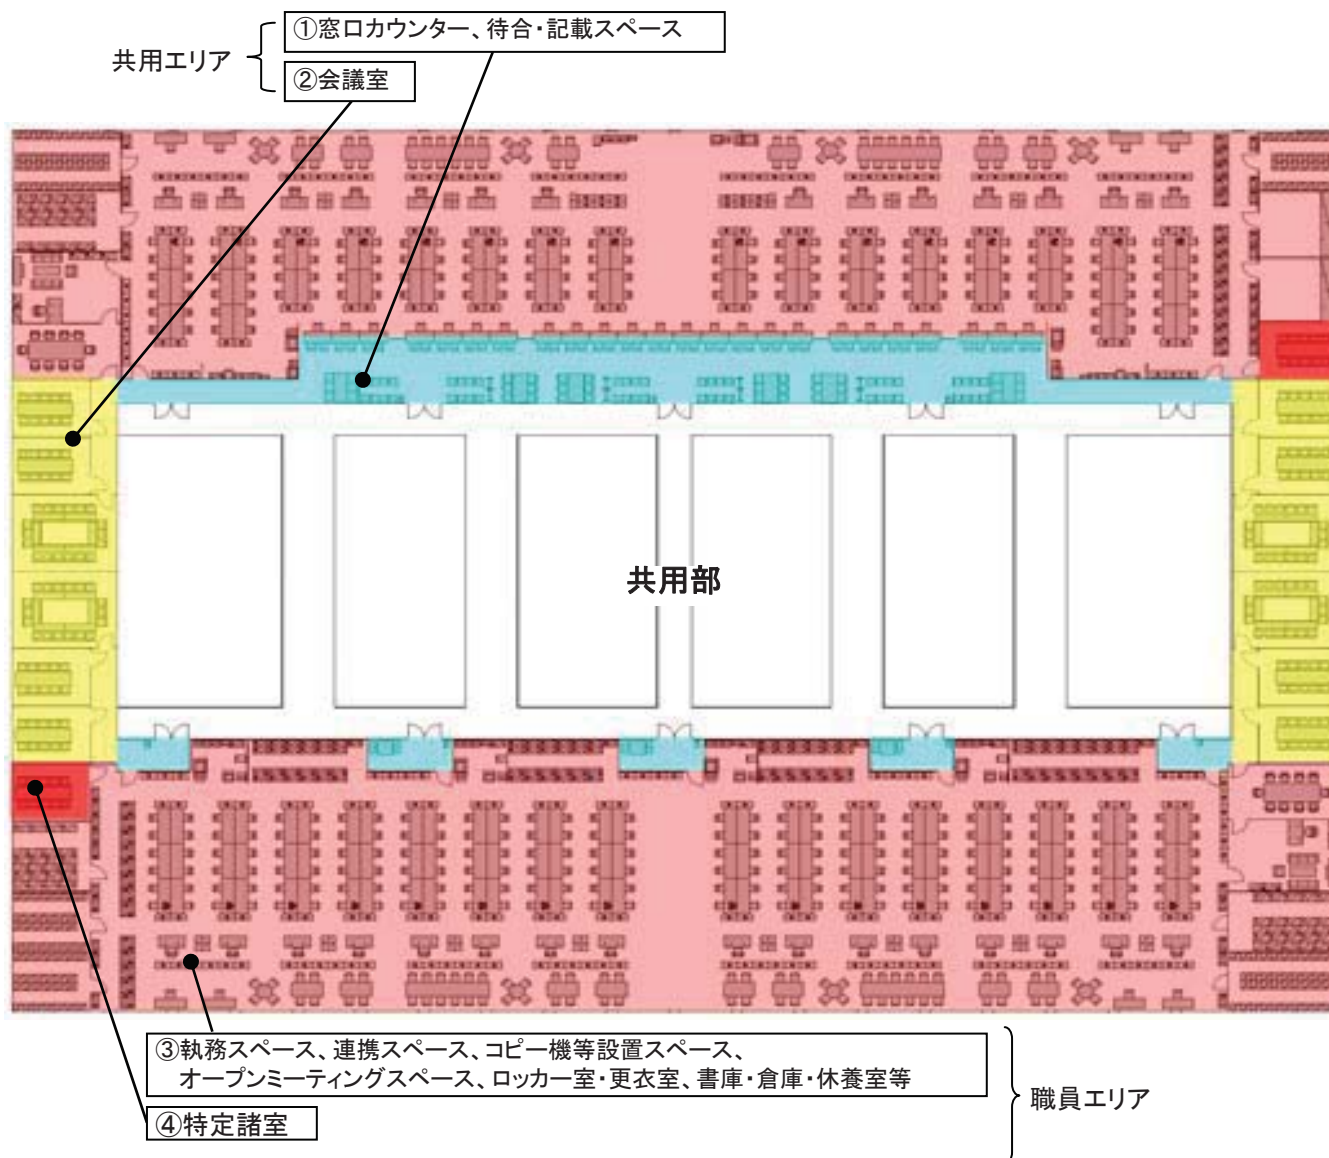 ①窓口カウンター、待合・記載スペース
共用エリア
②会議室
共用部
③執務スペース、連携スペース、コピー機等設置スペース、
オープンミーティングスペース、ロッカー室・更衣室、書庫・倉庫・休養室等
職員エリア
④特定諸室